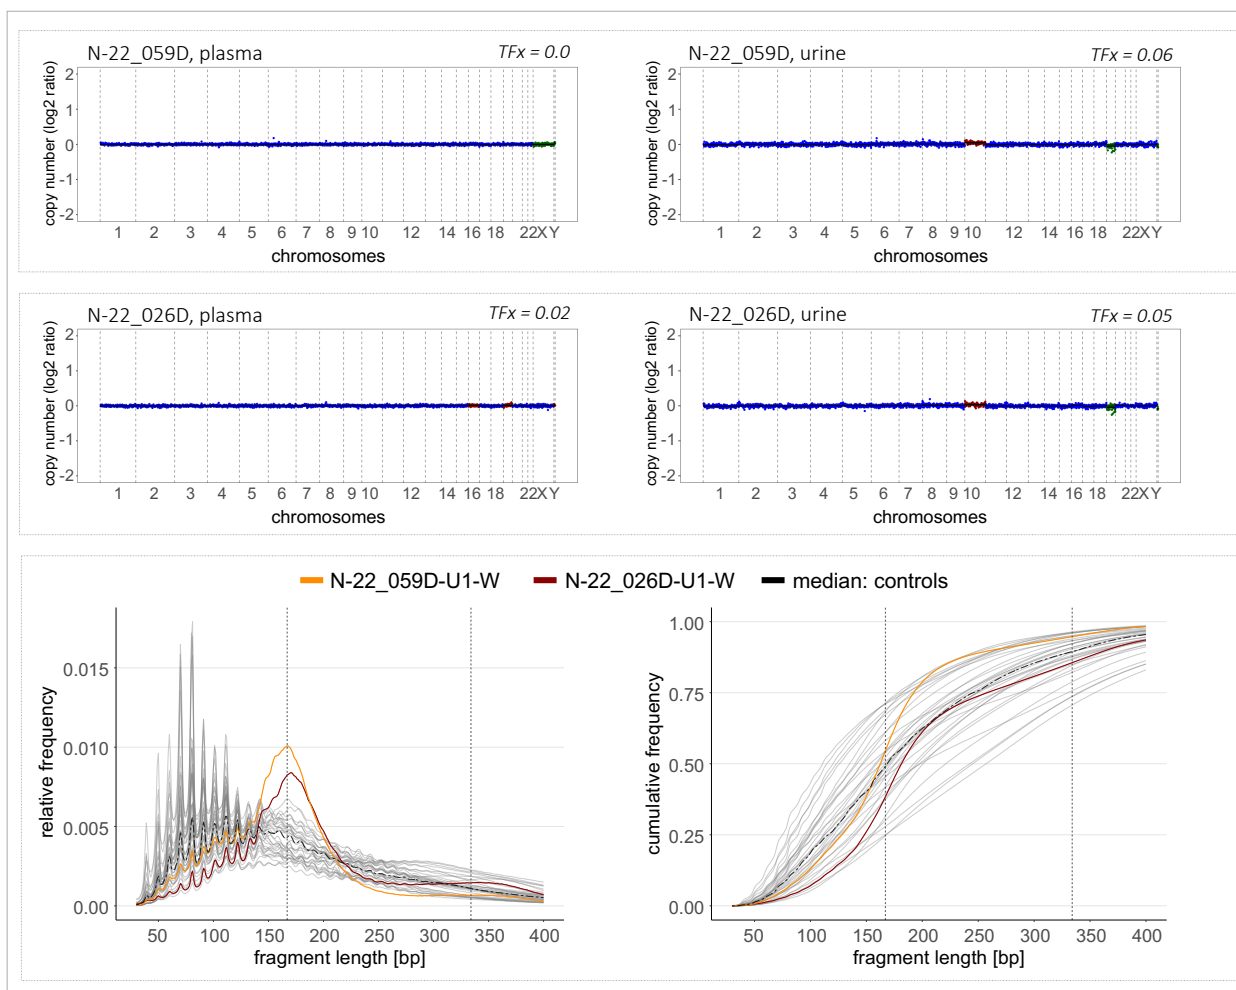 N-22_059D, plasma
TFx = 0.0
copy number (log2 ratio)
2
1
0
-1
-2
1 2 3 4 5 6 7 8 9 10 12 14 16 18 22 X Y
chromosomes
N-22_059D, urine
TFx = 0.06
copy number (log2 ratio)
2
1
0
-1
-2
1 2 3 4 5 6 7 8 9 10 12 14 16 18 22 X Y
chromosomes
N-22_026D, plasma
TFx = 0.02
copy number (log2 ratio)
2
1
0
-1
-2
1 2 3 4 5 6 7 8 9 10 12 14 16 18 22 X Y
chromosomes
N-22_026D, urine
TFx = 0.05
copy number (log2 ratio)
2
1
0
-1
-2
1 2 3 4 5 6 7 8 9 10 12 14 16 18 22 X Y
chromosomes
N-22_059D-U1-W N-22_026D-U1-W median: controls
relative frequency
0.015
0.010
0.005
0.00
50 100 150 200 250 300 350 400
fragment length [bp]
cumulative frequency
1.00
0.75
0.50
0.25
0.00
50 100 150 200 250 300 350 400
fragment length [bp]